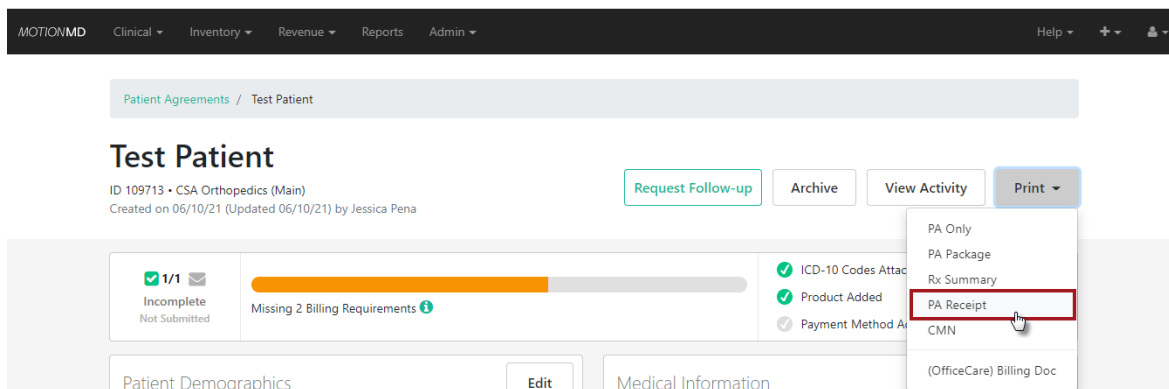 MOTIONMD Clinical Inventory Revenue Reports Admin Help
Patient Agreements / Test Patient
Test Patient
ID 109713 • CSA Orthopedics (Main)
Created on 06/10/21 (Updated 06/10/21) by Jessica Pena
Request Follow-up Archive View Activity Print
PA Only
PA Package
Rx Summary
PA Receipt
CMN
(OfficeCare) Billing Doc
1/1
Incomplete
Not Submitted
Missing 2 Billing Requirements
ICD-10 Codes Attac
Product Added
Payment Method
Patient Demographics Edit Medical Information